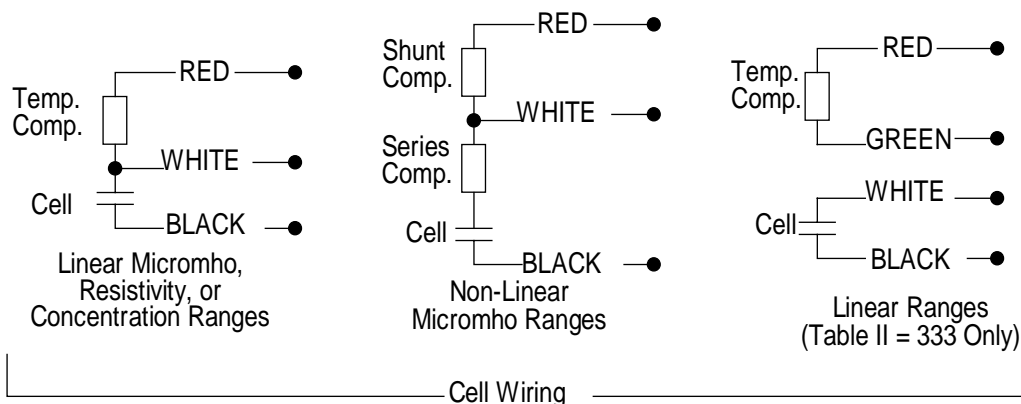 RED
Temp.
Comp.
WHITE
Cell
BLACK
Linear Micromho,
Resistivity, or
Concentration Ranges
RED
Shunt
Comp.
WHITE
Series
Comp.
Cell
BLACK
Non-Linear
Micromho Ranges
RED
Temp.
Comp.
GREEN
WHITE
Cell
BLACK
Linear Ranges
(Table II = 333 Only)
Cell Wiring